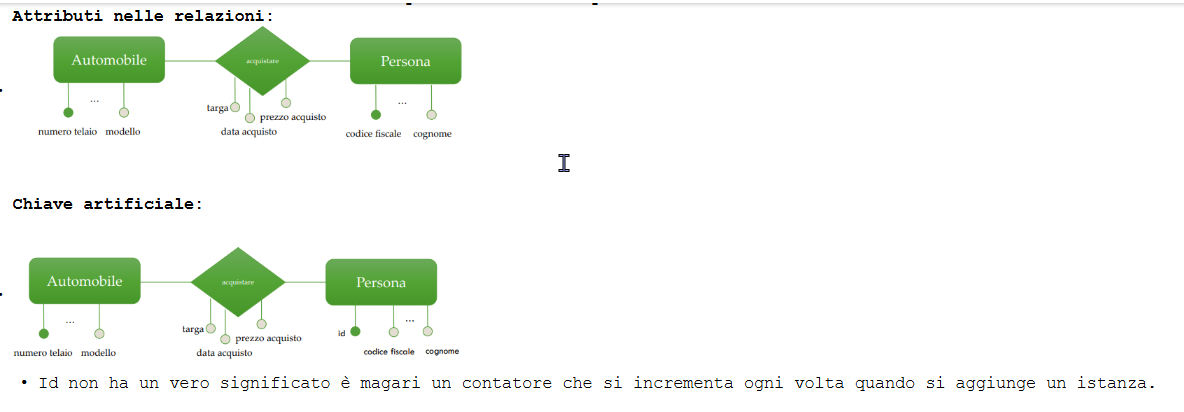 Attributi nelle relazioni:
Automobile
acquistare
Persona
...
...
targa
prezzo acquisto
numero telaio modello
data acquisto
codice fiscale cognome
Chiave artificiale:
Automobile
acquistare
Persona
...
...
targa
id
prezzo acquisto
numero telaio modello
data acquisto
codice fiscale cognome
• Id non ha un vero significato è magari un contatore che si incrementa ogni volta quando si aggiunge un istanza.